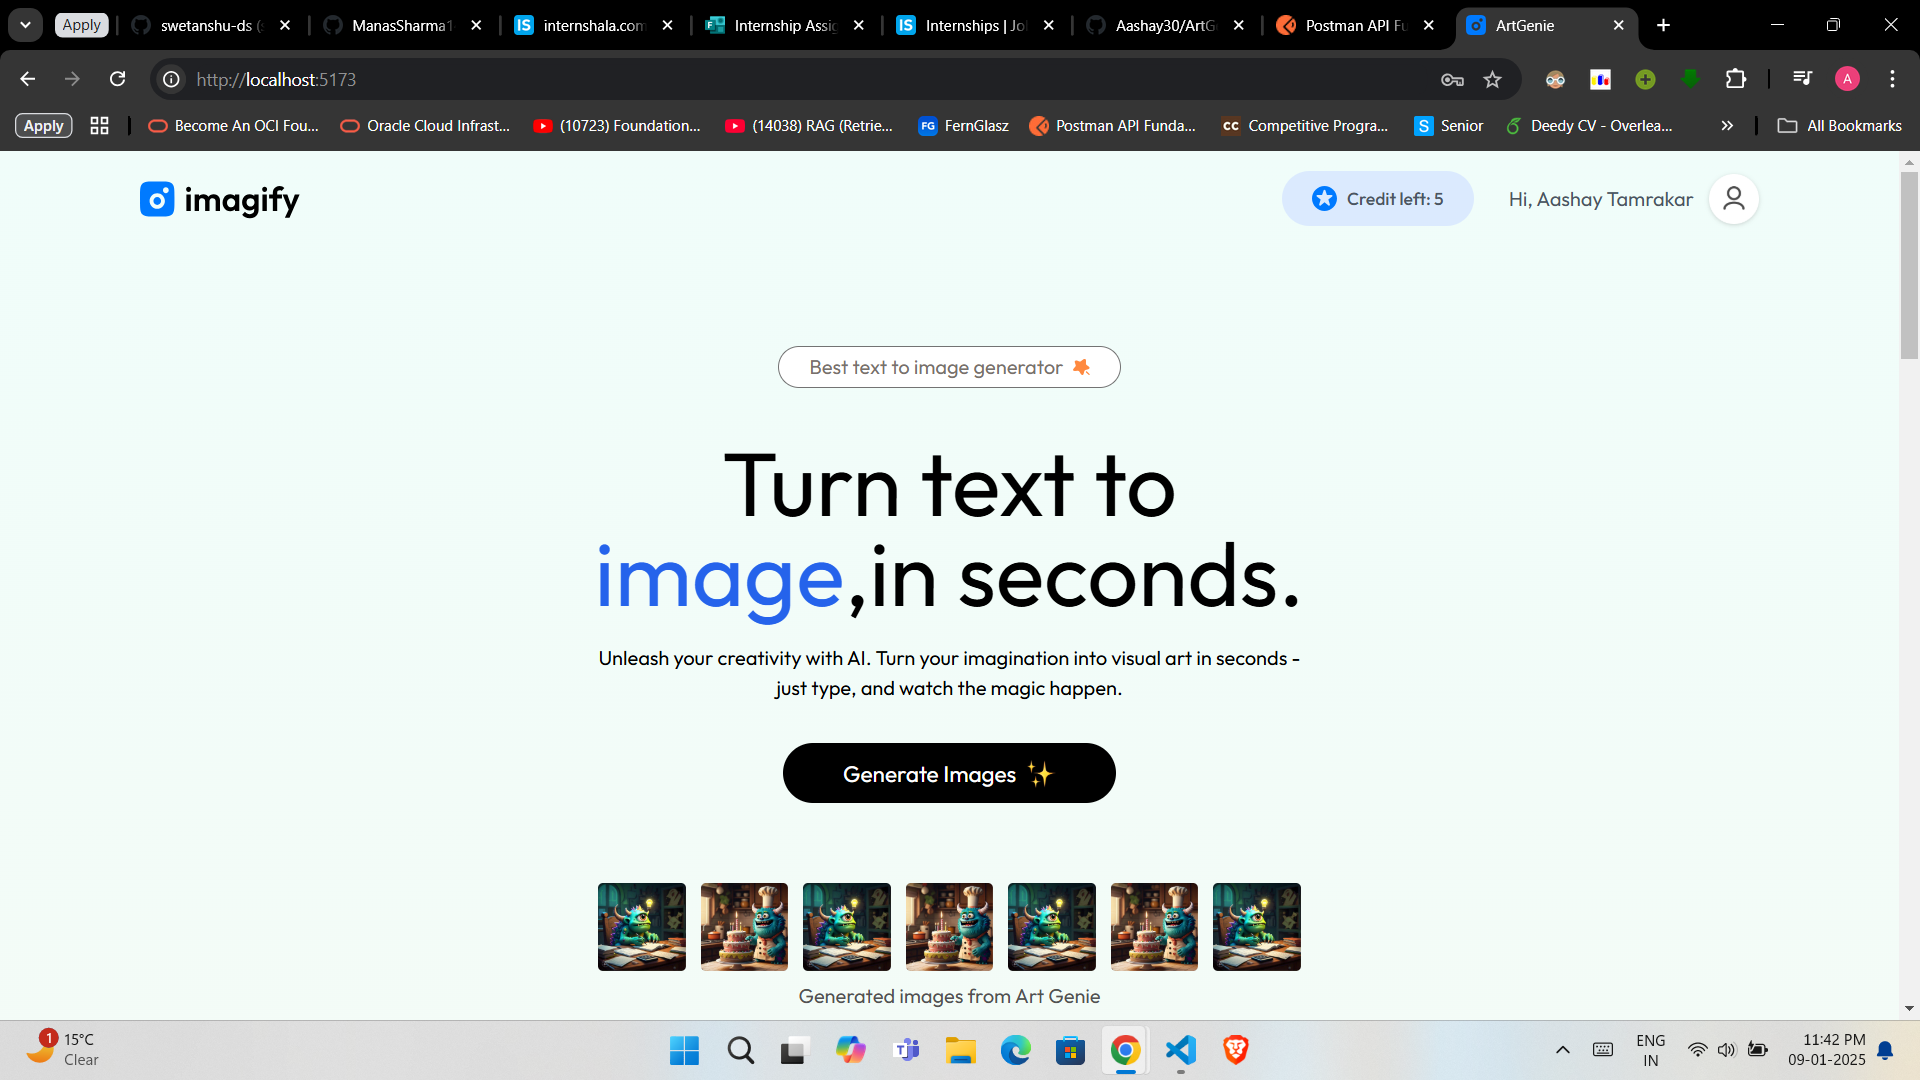 Apply
swetanshu-ds (s
ManasSharma1
internshala.com
Internship Assig
Internships | Jo
Aashay30/ArtG
Postman API Fu
ArtGenie
http://localhost:5173
A
Apply
Become An OCI Fou...
Oracle Cloud Infrast...
(10723) Foundation...
(14038) RAG (Retrie...
FG FernGlasz
Postman API Funda...
CC Competitive Progra...
S Senior
Deedy CV - Overlea...
All Bookmarks
imagify
Credit left: 5
Hi, Aashay Tamrakar
Best text to image generator
Turn text to
image,in seconds.
Unleash your creativity with AI. Turn your imagination into visual art in seconds -
just type, and watch the magic happen.
Generate Images
Generated images from Art Genie
1
15°C
Clear
ENG
IN
11:42 PM
09-01-2025